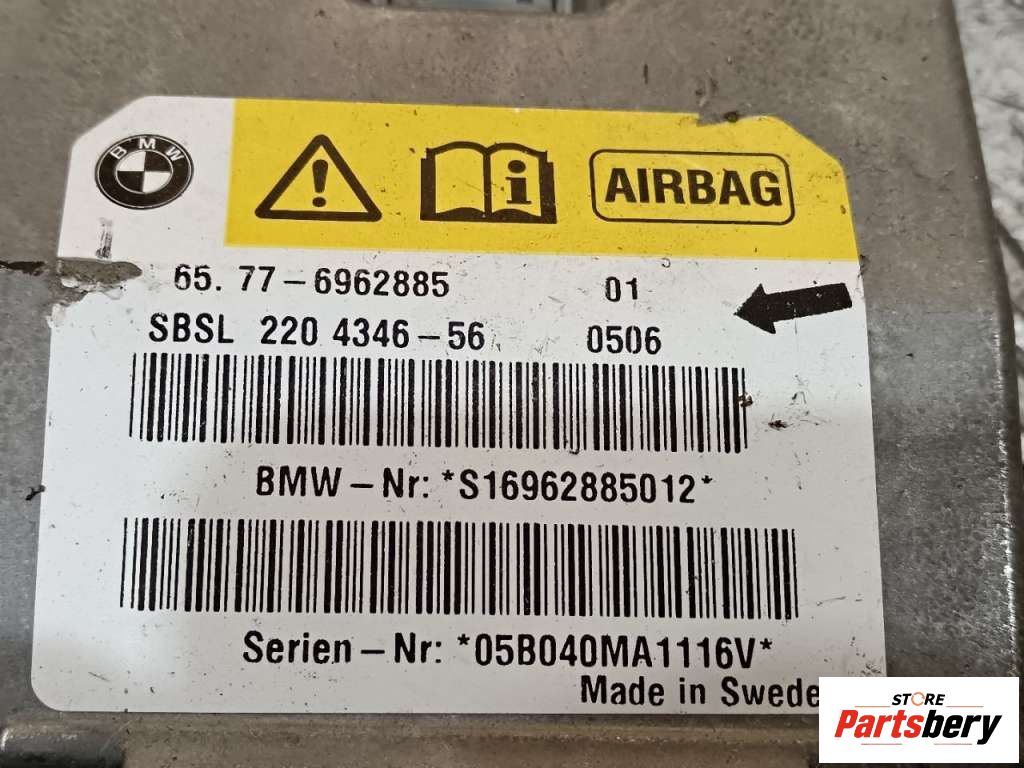 BMW
AIRBAG
65. 77-6962885 01
SBSL 220 4346-56 0506
BMW-Nr: *S16962885012*
Serien-Nr: *05B040MA1116V*
Made in Swede
STORE
Partsbery